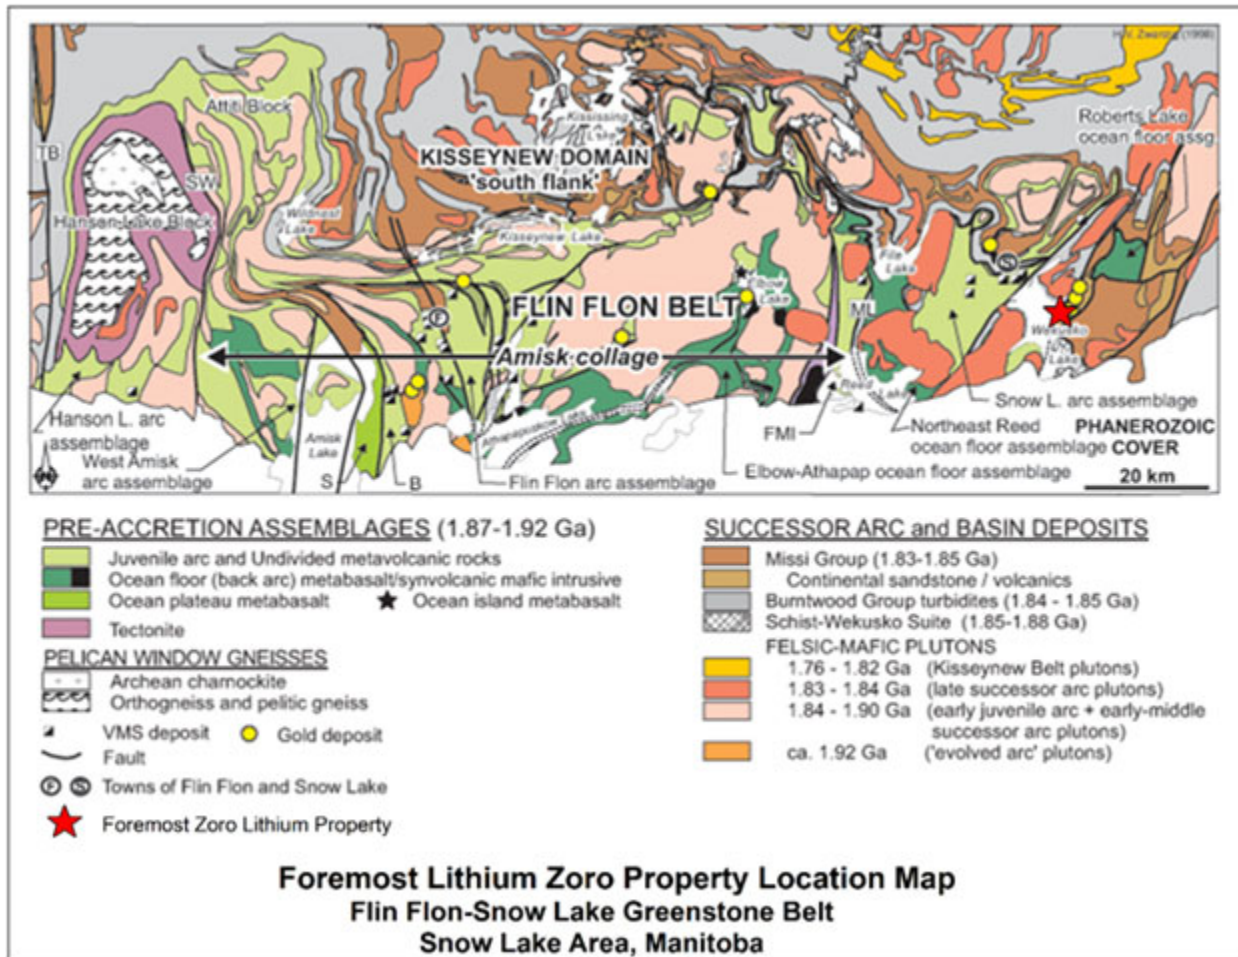 H.V. Zwanzig (1998)
Attiti Block
Roberts Lake
ocean floor assg.
Kississing
Lake
TB
KISSEYNEW DOMAIN
"south flank"
SW
Hanson Lake Block
Wildnest
Lake
Kisseynew Lake
File
Lake
S
Elbow
Lake
FLIN FLON BELT
F
ML
Wekusko
Lake
Amisk collage
Reed
Lake
Snow L. arc assemblage
Hanson L. arc
assemblage
Athapapuskow Lake
FMI
Northeast Reed
ocean floor assemblage
PHANEROZOIC
COVER
Amisk
Lake
West Amisk
arc assemblage
S
B
Flin Flon arc assemblage
Elbow-Athapap ocean floor assemblage
20 km
N
PRE-ACCRETION ASSEMBLAGES (1.87-1.92 Ga)
Juvenile arc and Undivided metavolcanic rocks
Ocean floor (back arc) metabasalt/synvolcanic mafic intrusive
Ocean plateau metabasalt
Ocean island metabasalt
Tectonite
PELICAN WINDOW GNEISSES
Archean charnockite
Orthogneiss and pelitic gneiss
VMS deposit
Gold deposit
Fault
F S Towns of Flin Flon and Snow Lake
Foremost Zoro Lithium Property
SUCCESSOR ARC and BASIN DEPOSITS
Missi Group (1.83-1.85 Ga)
Continental sandstone / volcanics
Burntwood Group turbidites (1.84 - 1.85 Ga)
Schist-Wekusko Suite (1.85-1.88 Ga)
FELSIC-MAFIC PLUTONS
1.76 - 1.82 Ga (Kisseynew Belt plutons)
1.83 - 1.84 Ga (late successor arc plutons)
1.84 - 1.90 Ga (early juvenile arc + early-middle
successor arc plutons)
ca. 1.92 Ga ('evolved arc' plutons)
Foremost Lithium Zoro Property Location Map
Flin Flon-Snow Lake Greenstone Belt
Snow Lake Area, Manitoba